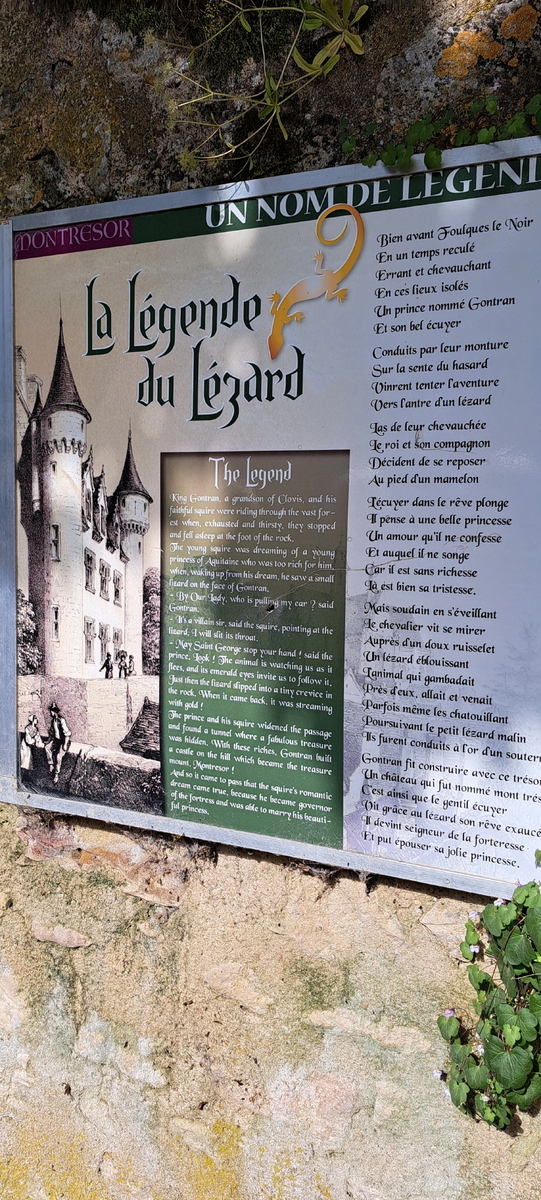 MONTRESOR
UN NOM DE LEGEN
La Légende
du Lézard
The Legend
King Gontran, a grandson of Clovis, and his
faithful squire were riding through the vast for-
est when, exhausted and thirsty, they stopped
and fell asleep at the foot of the rock.
The young squire was dreaming of a young
princess of Aquitaine who was too rich for him,
when, waking up from his dream, he saw a small
lizard on the face of Gontran.
- By Our Lady, who is pulling my ear ? said
Gontran.
- It's a villain sir, said the squire, pointing at the
lizard, I will slit its throat.
- May Saint George stop your hand ! said the
prince, Look ! The animal is watching us as it
flees, and its emerald eyes invite us to follow it.
Just then the lizard slipped into a tiny crevice in
the rock. When it came back, it was streaming
with gold !
The prince and his squire widened the passage
and found a tunnel where a fabulous treasure
was hidden. With these riches, Gontran built
a castle on the hill which became the treasure
mount, Montresor !
And so it came to pass that the squire's romantic
dream came true, because he became governor
of the fortress and was able to marry his beauti-
ful princess.
Bien avant Foulques le Noir
En un temps reculé
Errant et chevauchant
En ces lieux isolés
Un prince nommé Gontran
Et son bel écuyer
Conduits par leur monture
Sur la sente du hasard
Vinrent tenter l'aventure
Vers l'antre d'un lézard
Las de leur chevauchée
Le roi et son compagnon
Décident de se reposer
Au pied d'un mamelon
L'écuyer dans le rêve plonge
Il pense à une belle princesse
Un amour qu'il ne confesse
Et auquel il ne songe
Car il est sans richesse
Là est bien sa tristesse.
Mais soudain en s'éveillant
Le chevalier vit se mirer
Auprès d'un doux ruisselet
Un lézard éblouissant
L'animal qui gambadait
Près d'eux, allait et venait
Parfois même les chatouillant
Poursuivant le petit lézard malin
Ils furent conduits à l'or d'un souter
Gontran fit construire avec ce trésor
Un château qui fut nommé mont trés
C'est ainsi que le gentil écuyer
Vit grâce au lézard son rêve exaucé
Il devint seigneur de la forteresse
Et put épouser sa jolie princesse.